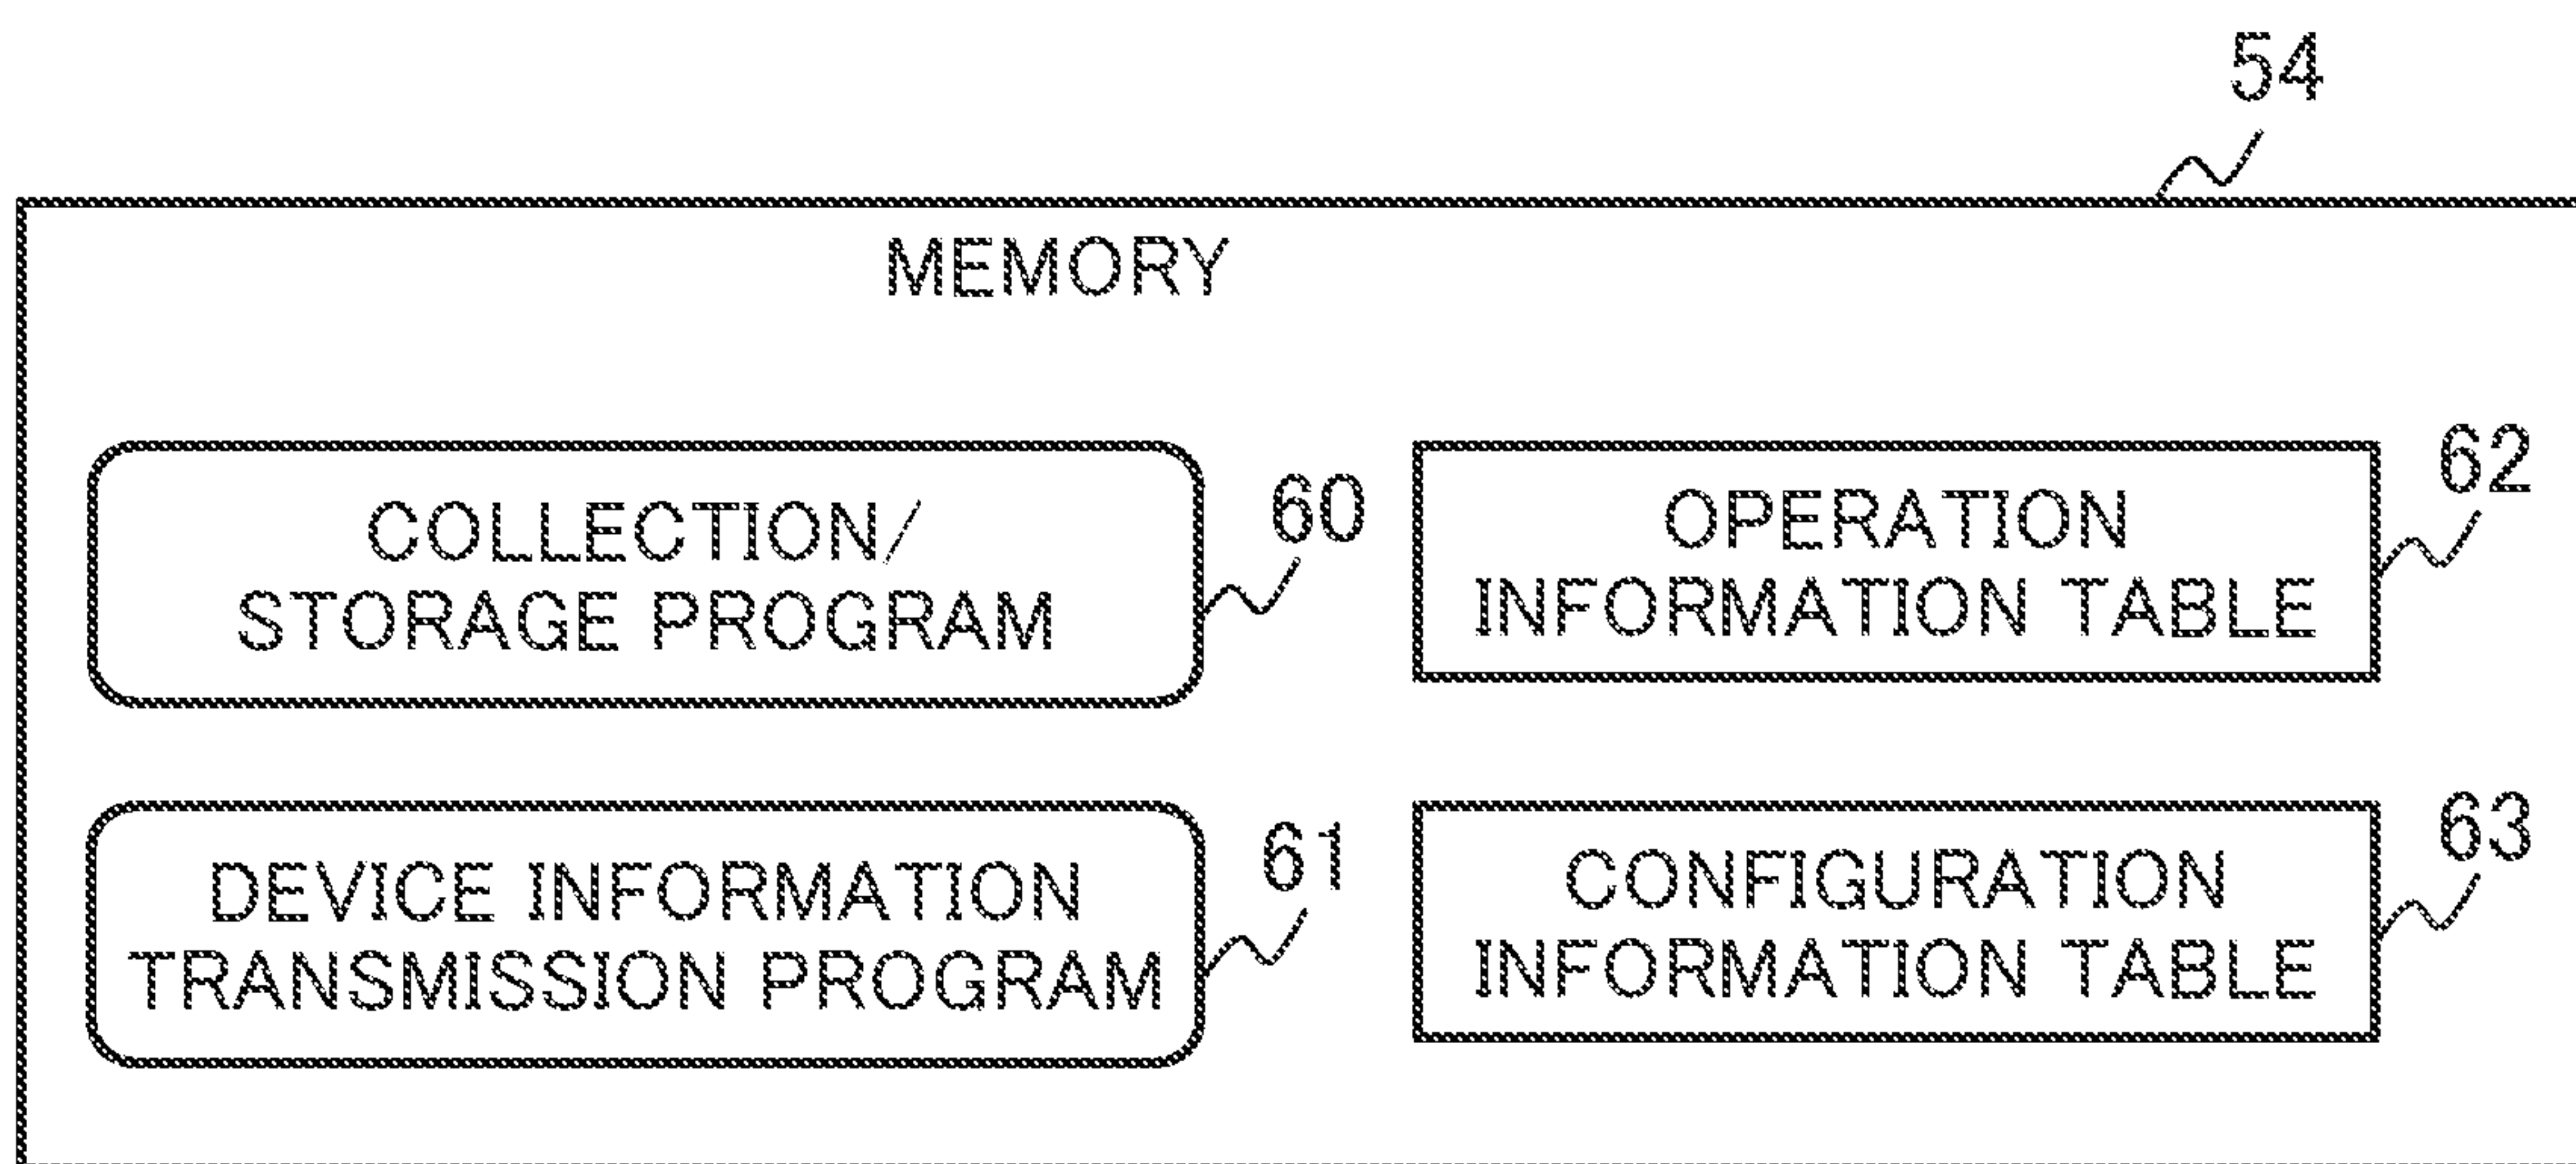 54
MEMORY
COLLECTION/
STORAGE PROGRAM
60
OPERATION
INFORMATION TABLE
62
DEVICE INFORMATION
TRANSMISSION PROGRAM
61
CONFIGURATION
INFORMATION TABLE
63